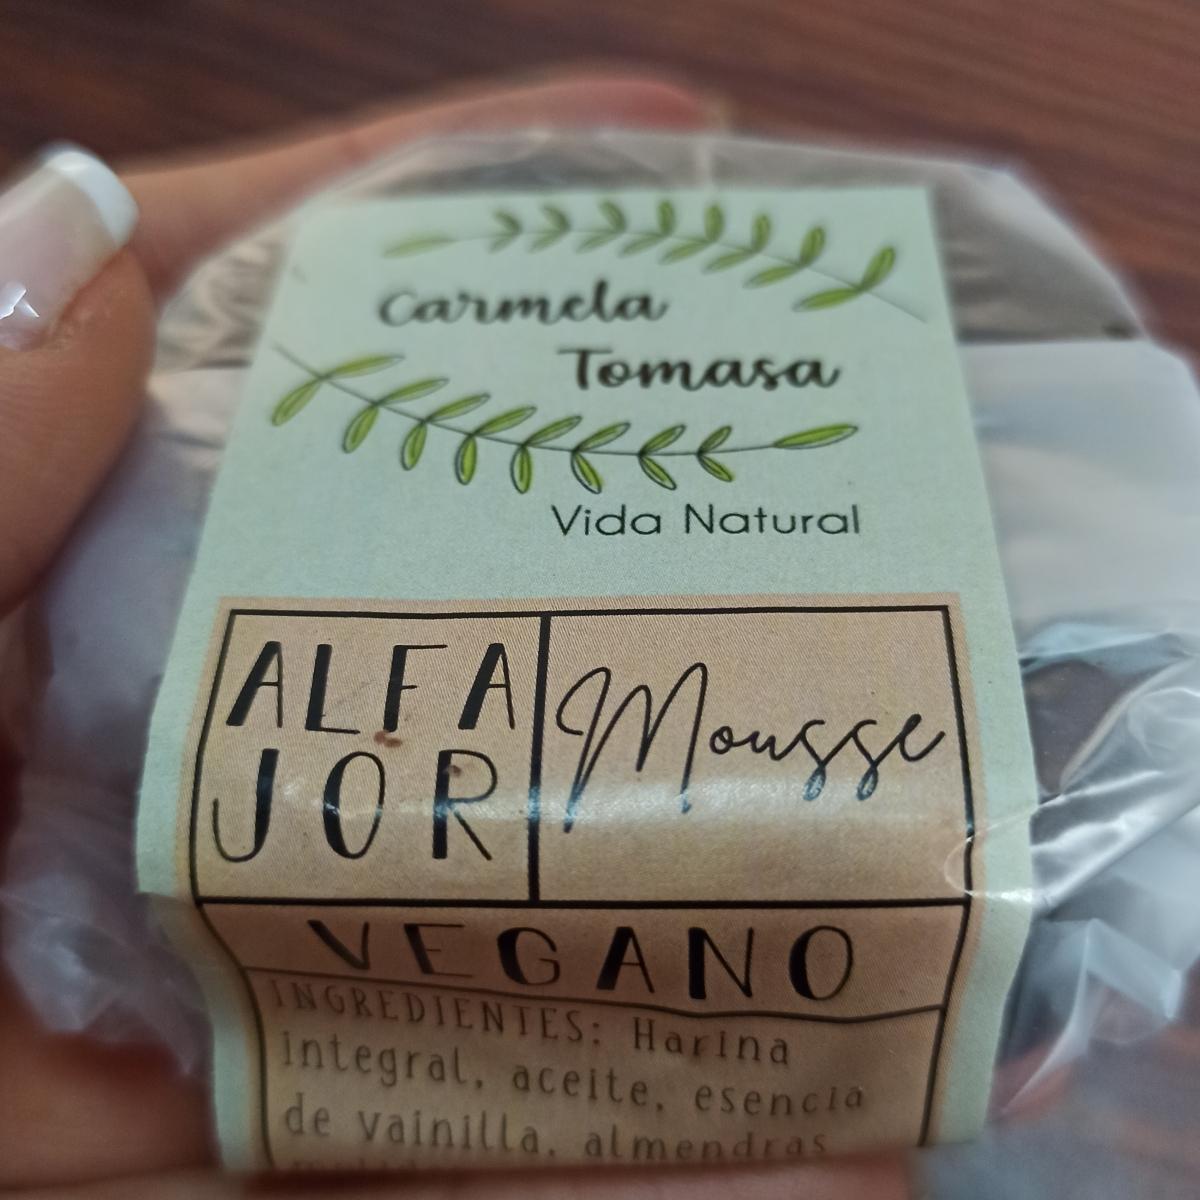 Carmela
Tomasa
Vida Natural
ALFA
JOR
Mousse
VEGANO
INGREDIENTES: Harina
integral, aceite, esencia
de vainilla, almendras